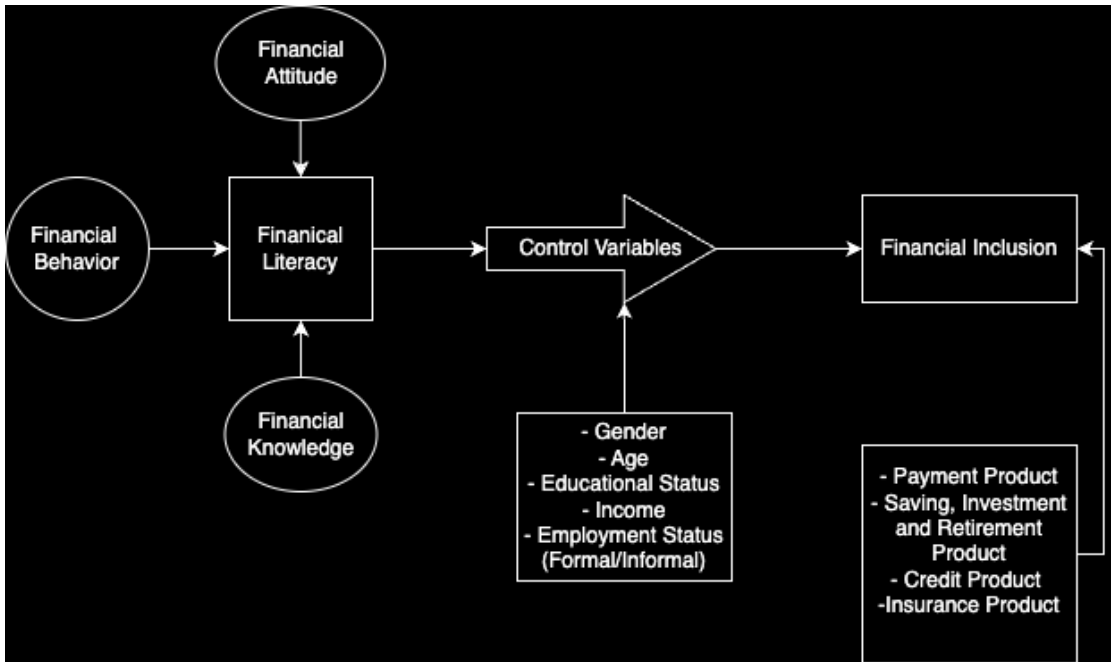 Financial
Attitude
Financial
Behavior
Finanical
Literacy
Control Variables
Financial Inclusion
Financial
Knowledge
- Gender
- Age
- Educational Status
- Income
- Employment Status
(Formal/Informal)
- Payment Product
- Saving, Investment
and Retirement
Product
- Credit Product
-Insurance Product